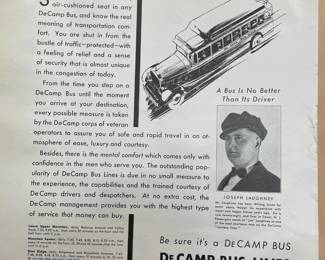 air-cushioned seat in any
DeCamp Bus, and know the real
meaning of transportation com-
fort. You are shut in from the
bustle of traffic—protected—with
a feeling of relief and a sense
of security that is almost unique
in the congestion of today.
From the time you step on a
DeCamp Bus until the moment
you arrive at your destination,
every possible measure is taken
by the DeCamp corps of veteran
operators to assure you of safe and rapid travel in an at-
mosphere of ease, luxury and courtesy.
Besides, there is the mental comfort which comes only with
confidence in the men who serve you. The outstanding pop-
ularity of DeCamp Bus Lines is due in no small measure to
the experience, the capabilities and the trained courtesy of
DeCamp drivers and despatchers. At no extra cost, the
DeCamp management provides you with the highest type
of service that money can buy.
A Bus Is No Better
Than Its Driver
JOSEPH LAUGHNEY
Be sure it's a DECAMP BUS
DECAMP BUS LINES